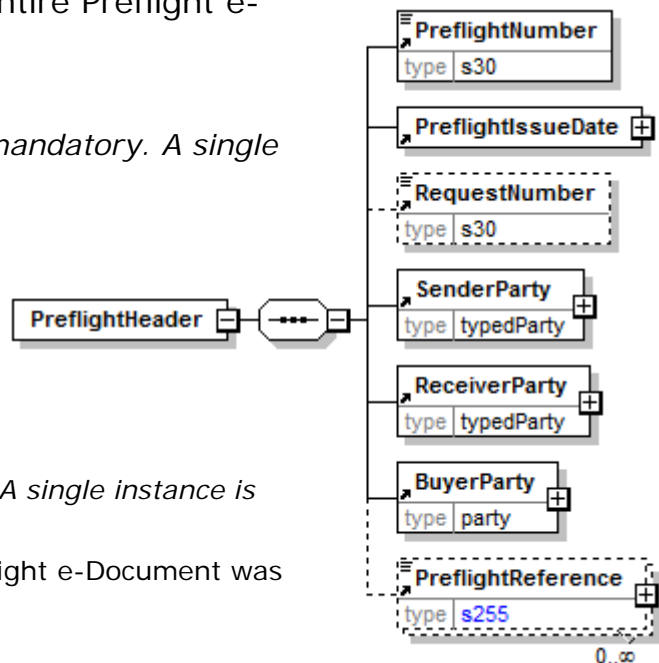 ntire Preflight e-
nandatory. A single
A single instance is
ight e-Document was
PreflightHeader
PreflightNumber
type s30
PreflightIssueDate
RequestNumber
type s30
SenderParty
type typedParty
ReceiverParty
type typedParty
BuyerParty
type party
PreflightReference
type s255
0..∞